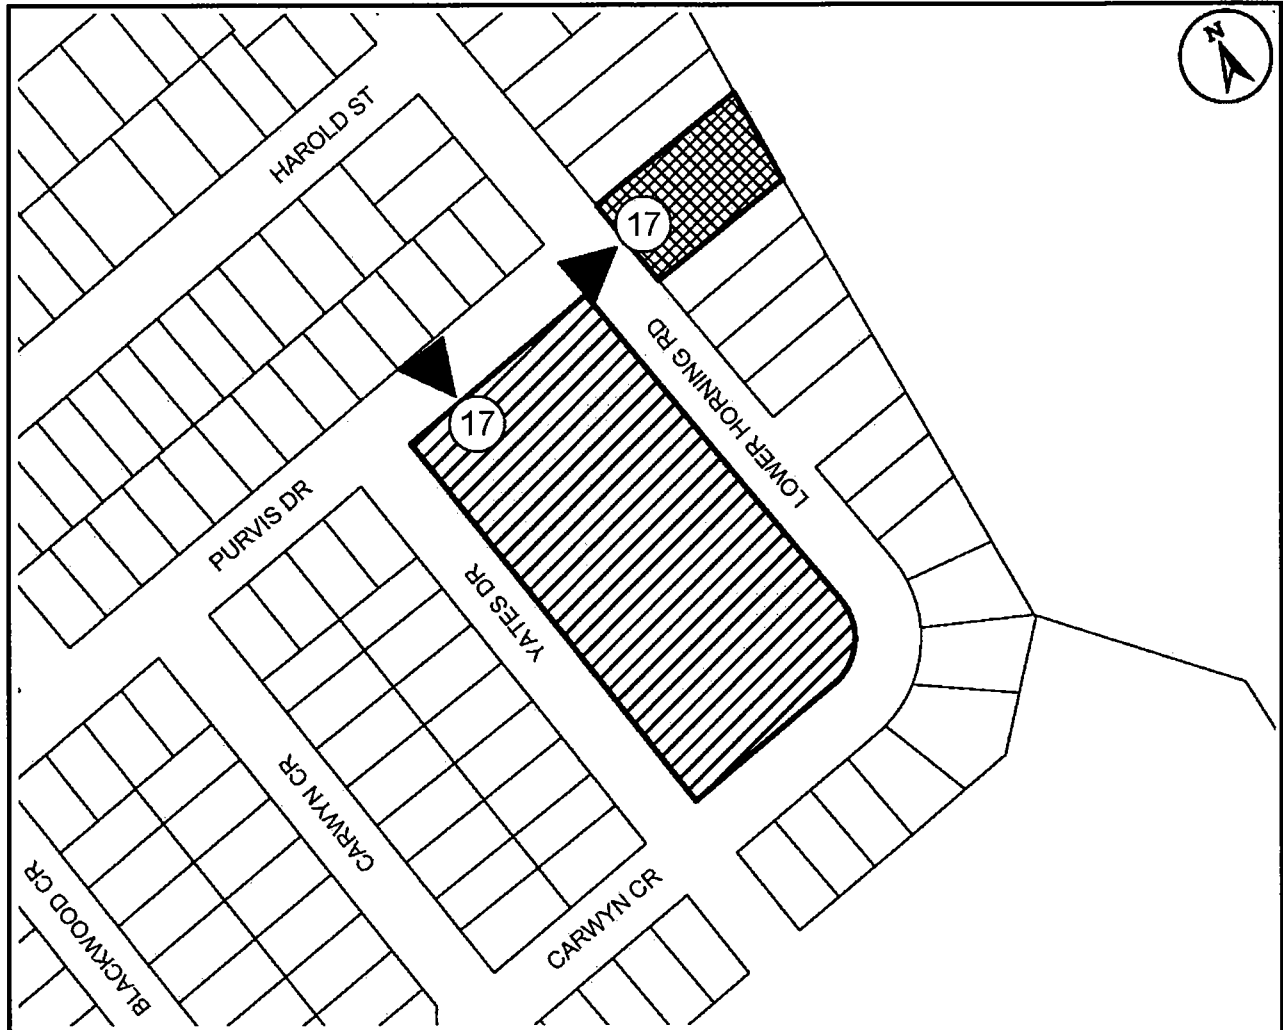 N
HAROLD ST
17
LOWER HORNING RD
17
PURVIS DR
YATES DR
CARWYN CR
BLACKWOOD CR
CARWYN CR